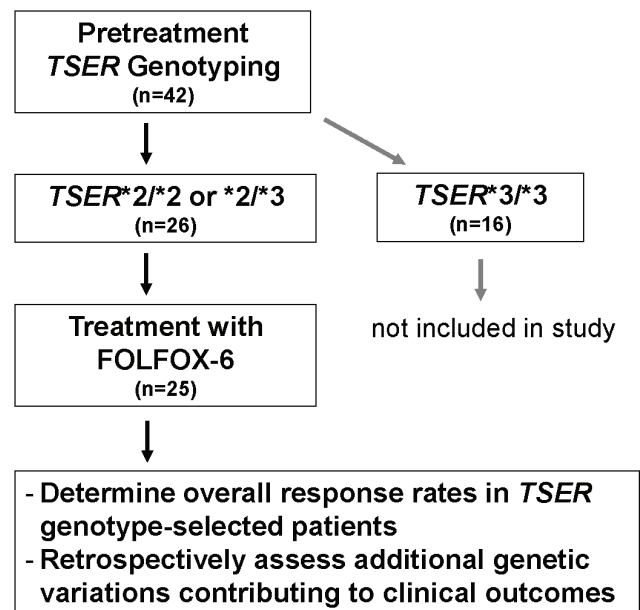 Pretreatment
TSER Genotyping
(n=42)
TSER*2/*2 or *2/*3
(n=26)
TSER*3/*3
(n=16)
Treatment with
FOLFOX-6
(n=25)
not included in study
- Determine overall response rates in TSER
genotype-selected patients
- Retrospectively assess additional genetic
variations contributing to clinical outcomes